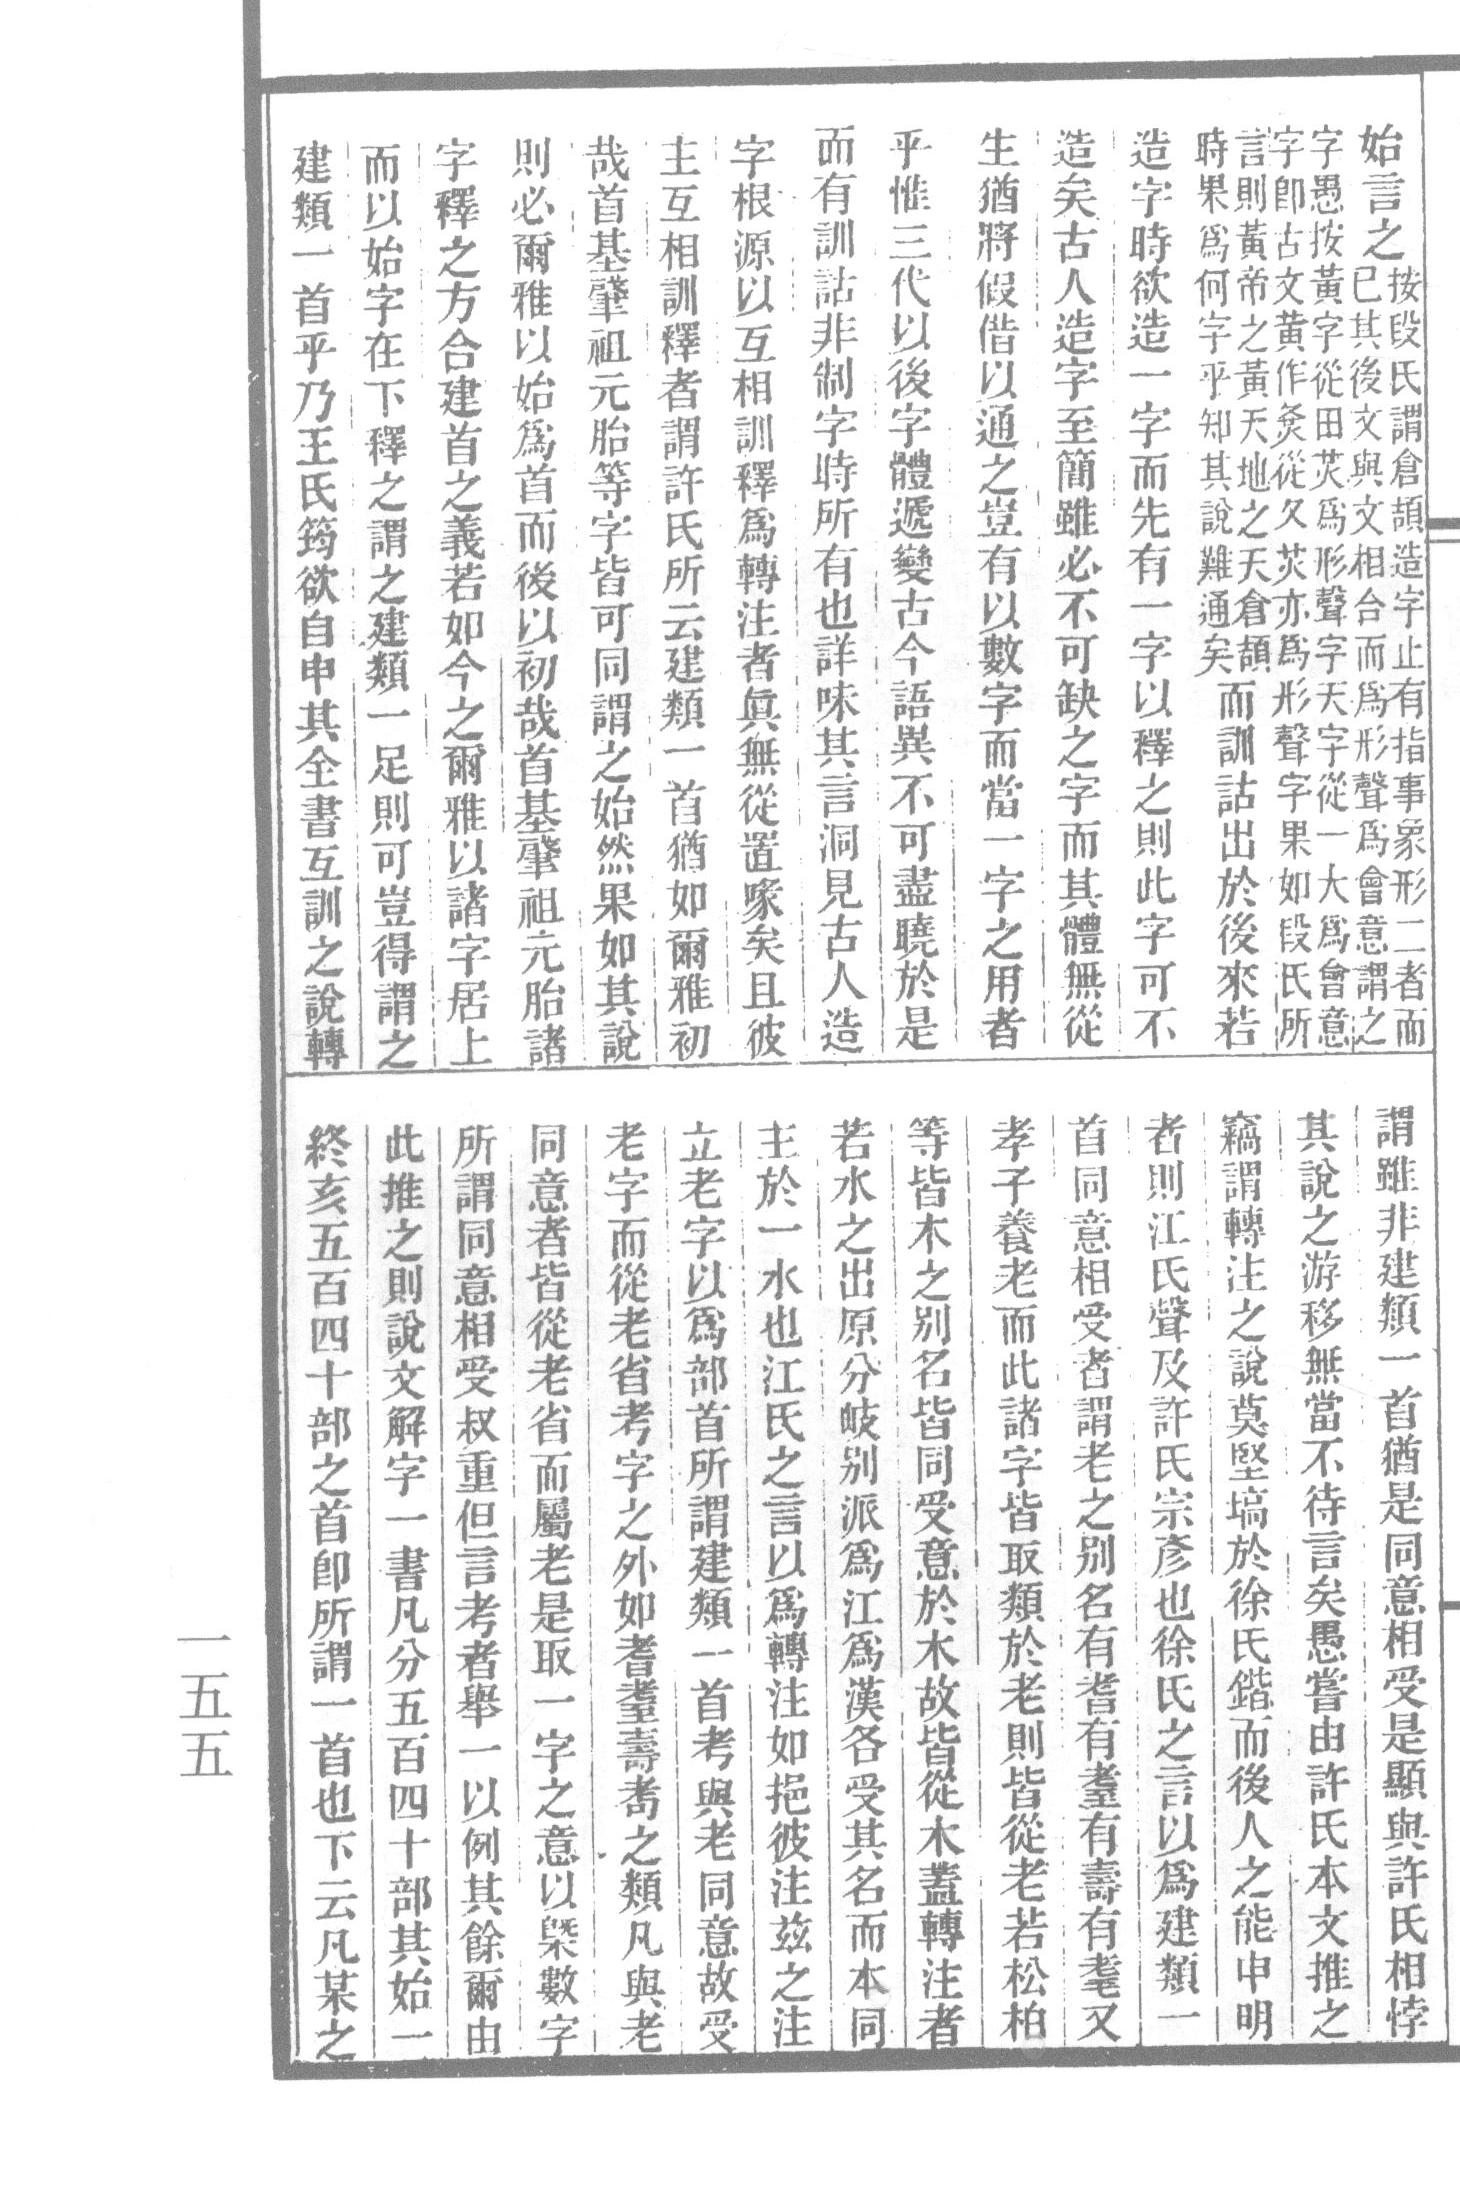 始言之按段氏謂倉頡造字止有指事象形二者而
已其後文與文相合而爲形聲爲會意謂之
字愚按黃字從田炗爲形聲字天字從一大爲會意
字卽古文黃作灸從夂炗亦爲形聲字果如段氏所
言則黃帝之黃天地之天倉頡
時果爲何字乎知其說難通矣而訓詁出於後來若
造字時欲造一字而先有一字以釋之則此字可不
造矣古人造字至簡雖必不可缺之字而其體無從
生猶將假借以通之豈有以數字而當一字之用者
乎惟三代以後字體遞變古今語異不可盡曉於是
而有訓詁非制字時所有也詳味其言洞見古人造
字根源以互相訓釋爲轉注者眞無從置喙矣且彼
主互相訓釋者謂許氏所云建類一首猶如爾雅初
哉首基肇祖元胎等字皆可同謂之始然果如其說
則必爾雅以始爲首而後以初哉首基肇祖元胎諸
字釋之方合建首之義若如今之爾雅以諸字居上
而以始字在下釋之謂之建類一足則可豈得謂之
建類一首乎乃王氏筠欲自申其全書互訓之說轉
謂雖非建類一首猶是同意相受是顯與許氏相悖
其說之游移無當不待言矣愚嘗由許氏本文推之
竊謂轉注之說莫堅塙於徐氏鍇而後人之能申明
者則江氏聲及許氏宗彥也徐氏之言以爲建類一
首同意相受者謂老之别名有耆有耋有壽有耄又
孝子養老而此諸字皆取類於老則皆從老若松柏
等皆木之别名皆同受意於木故皆從木蓋轉注者
若水之出原分岐别派爲江爲漢各受其名而本同
主於一水也江氏之言以爲轉注如挹彼注茲之注
立老字以爲部首所謂建類一首考與老同意故受
老字而從老省考字之外如耆耋壽耇之類凡與老
同意者皆從老省而屬老是取一字之意以槩數字
所謂同意相受叔重但言考者舉一以例其餘爾由
此推之則說文解字一書凡分五百四十部其始一
終亥五百四十部之首卽所謂一首也下云凡某之
一五五